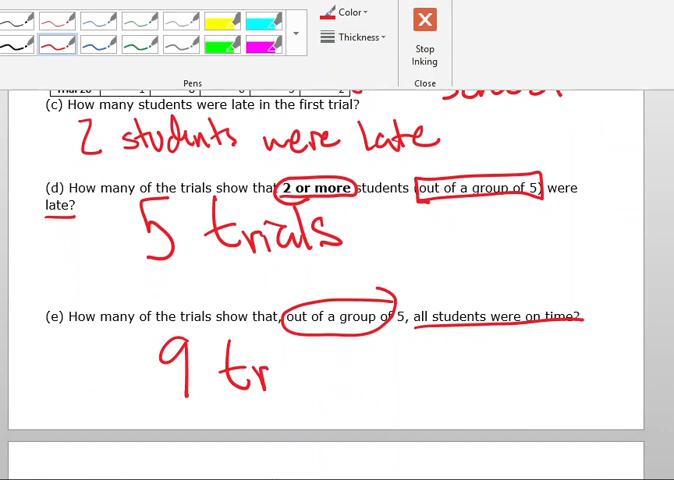 Color
Thickness
Stop
Inking
Pens
Close
(c) How many students were late in the first trial?
2 students were late
(d) How many of the trials show that 2 or more students (out of a group of 5) were
late?
5 trials
(e) How many of the trials show that, out of a group of 5, all students were on time?
9 tr